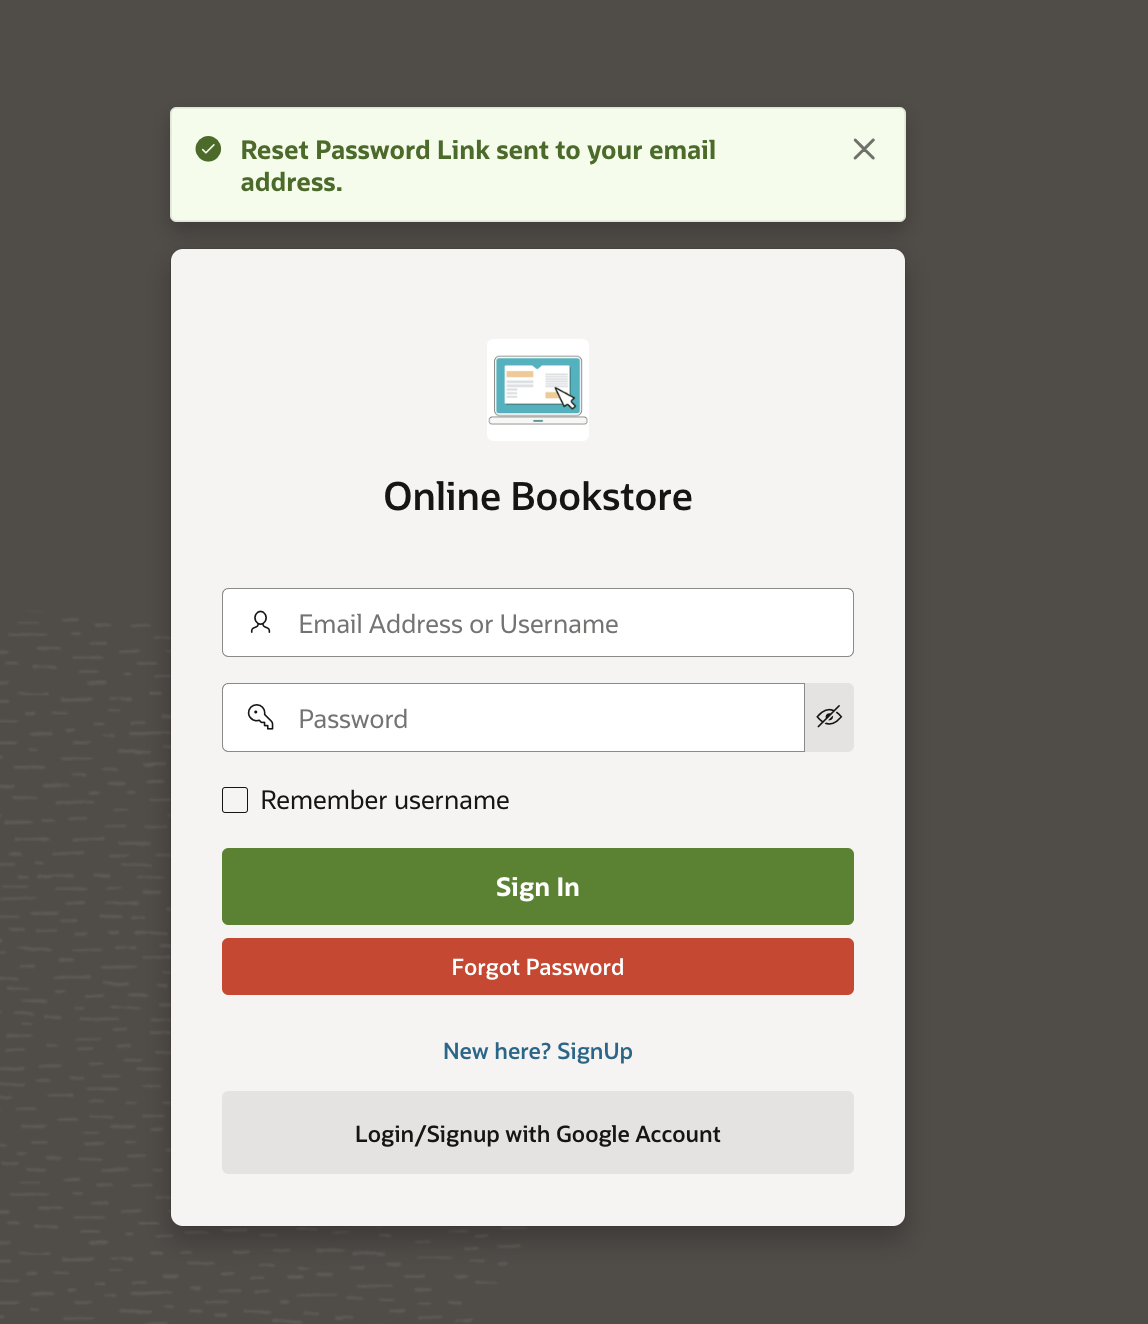 Reset Password Link sent to your email
address.
Online Bookstore
Email Address or Username
Password
Remember username
Sign In
Forgot Password
New here? SignUp
Login/Signup with Google Account